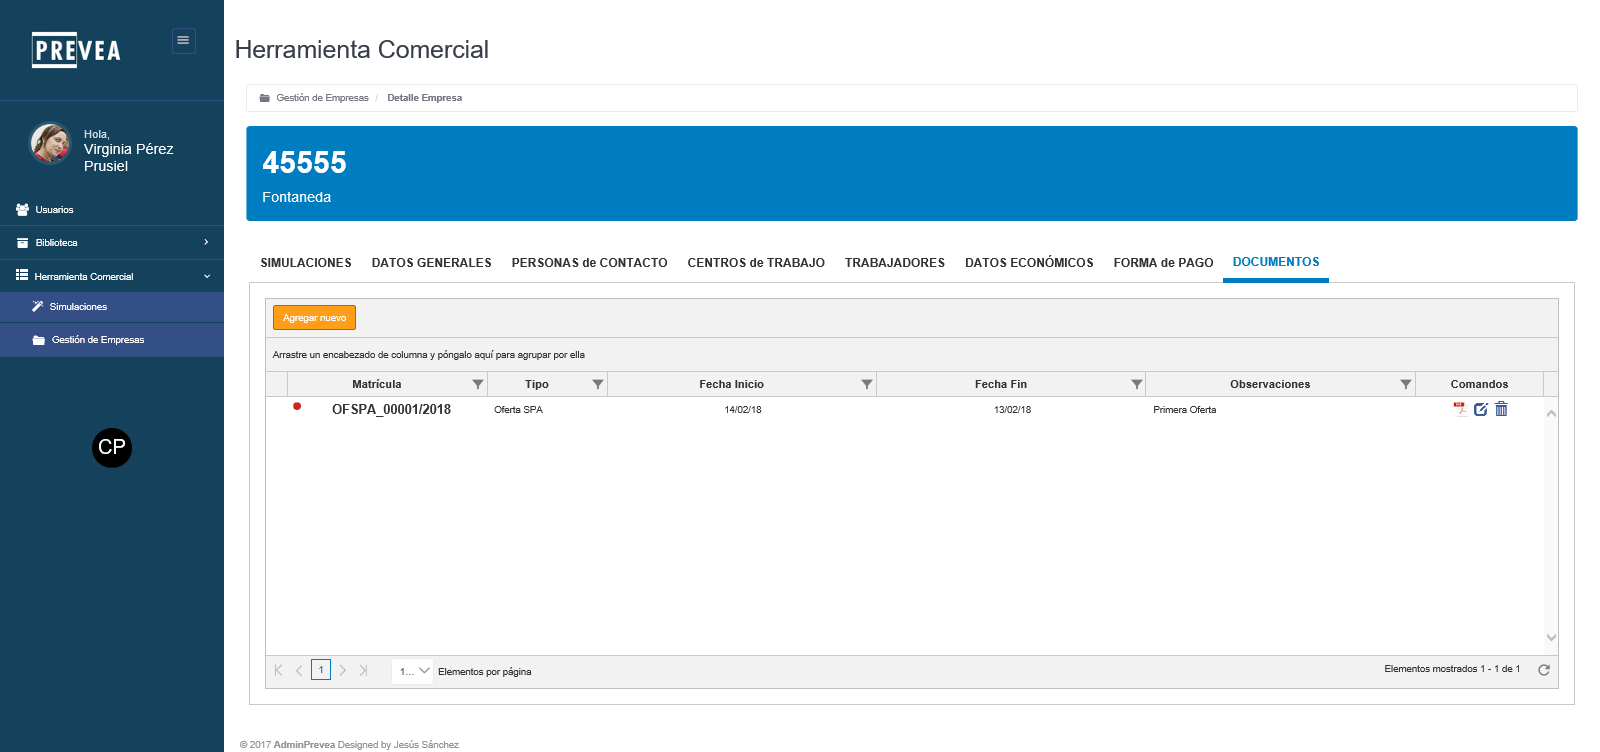 PREVEA
Herramienta Comercial
Gestión de Empresas / Detalle Empresa
Hola,
Virginia Pérez
Prusiel
45555
Fontaneda
Usuarios
Biblioteca
Herramienta Comercial
Simulaciones
Gestión de Empresas
CP
SIMULACIONES DATOS GENERALES PERSONAS de CONTACTO CENTROS de TRABAJO TRABAJADORES DATOS ECONÓMICOS FORMA de PAGO DOCUMENTOS
Agregar nuevo
Arrastre un encabezado de columna y póngalo aquí para agrupar por ella
Matrícula Tipo Fecha Inicio Fecha Fin Observaciones Comandos
OFSPA_00001/2018 Oferta SPA 14/02/18 13/02/18 Primera Oferta
1 1... Elementos por página Elementos mostrados 1 - 1 de 1
© 2017 AdminPrevea Designed by Jesús Sánchez